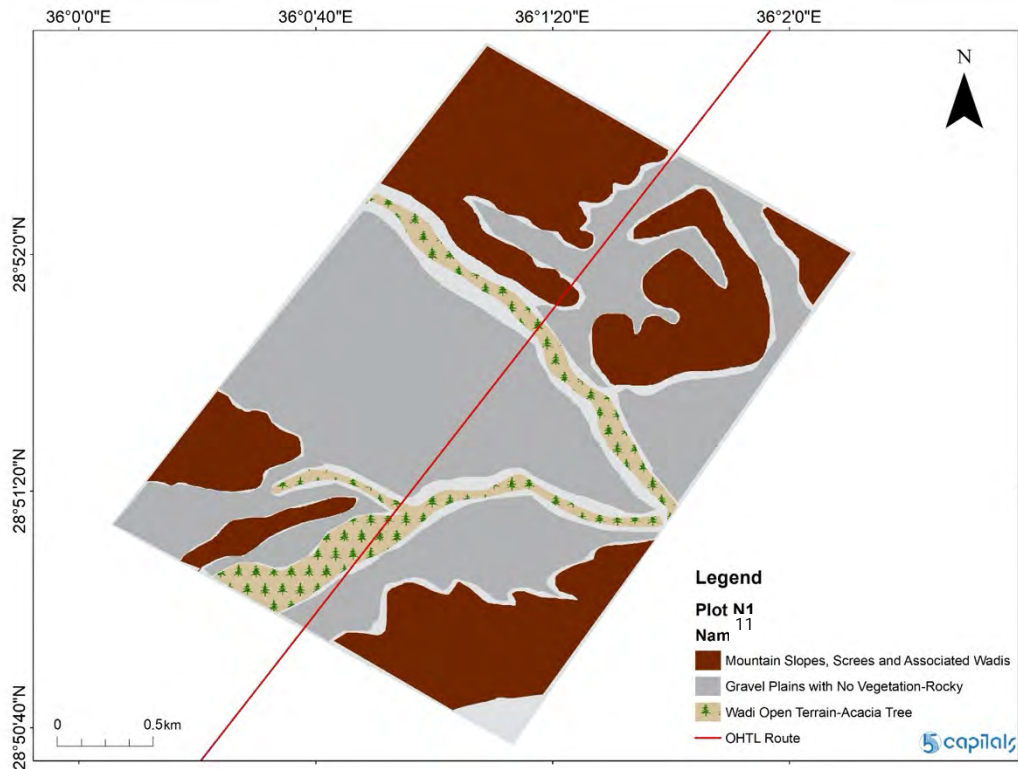 36°0'0"E 36°0'40"E 36°1'20"E 36°2'0"E
N
28°52'0"N
28°51'20"N
28°50'40"N
Legend
Plot N1
11
Nam
Mountain Slopes, Screes and Associated Wadis
Gravel Plains with No Vegetation-Rocky
Wadi Open Terrain-Acacia Tree
OHTL Route
0 0.5km
5 capitals